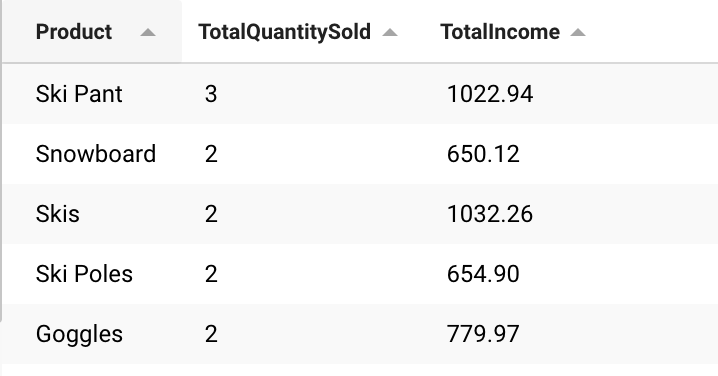 Product TotalQuantitySold TotalIncome
Ski Pant 3 1022.94
Snowboard 2 650.12
Skis 2 1032.26
Ski Poles 2 654.90
Goggles 2 779.97